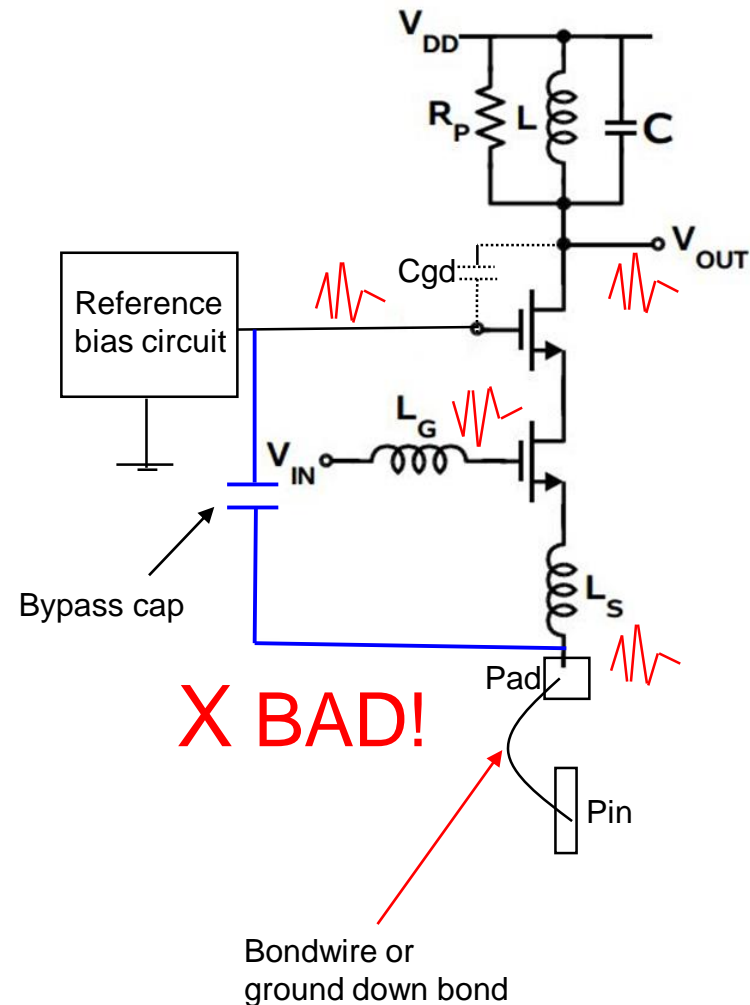 VDD
RP
L
C
VOUT
Cgd
Reference
bias circuit
LG
VIN
Bypass cap
LS
Pad
X BAD!
Pin
Bondwire or
ground down bond